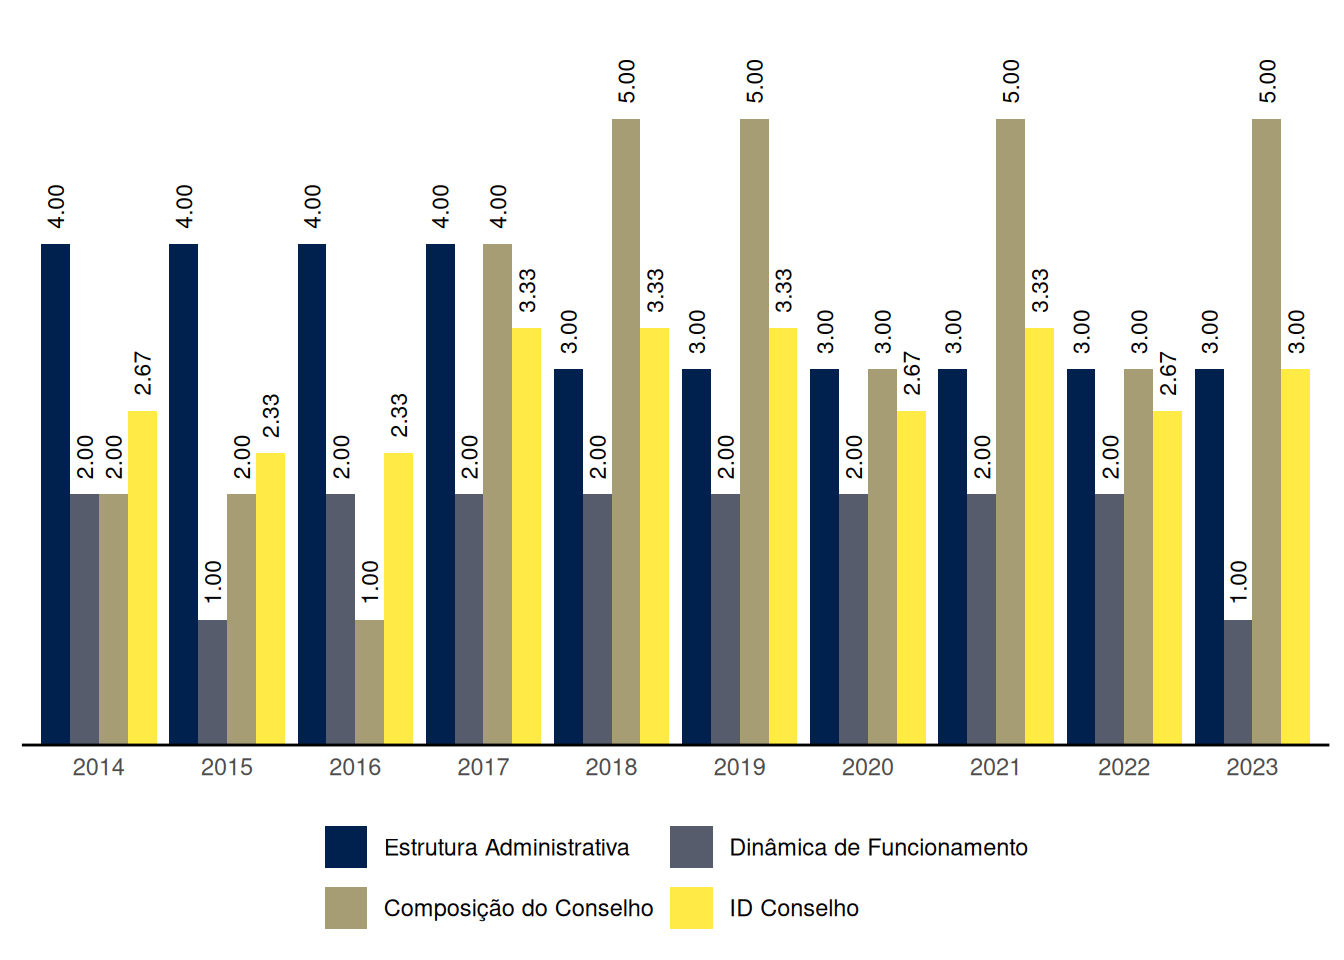 4.00 2.00 2.00 2.67 4.00 1.00 2.00 2.33 4.00 2.00 1.00 2.33 4.00 2.00 4.00 3.33 3.00 2.00 5.00 3.33 3.00 2.00 5.00 3.33 3.00 2.00 3.00 2.67 3.00 2.00 5.00 3.33 3.00 2.00 3.00 2.67 3.00 1.00 5.00 3.00
2014 2015 2016 2017 2018 2019 2020 2021 2022 2023
Estrutura Administrativa Dinâmica de Funcionamento
Composição do Conselho ID Conselho